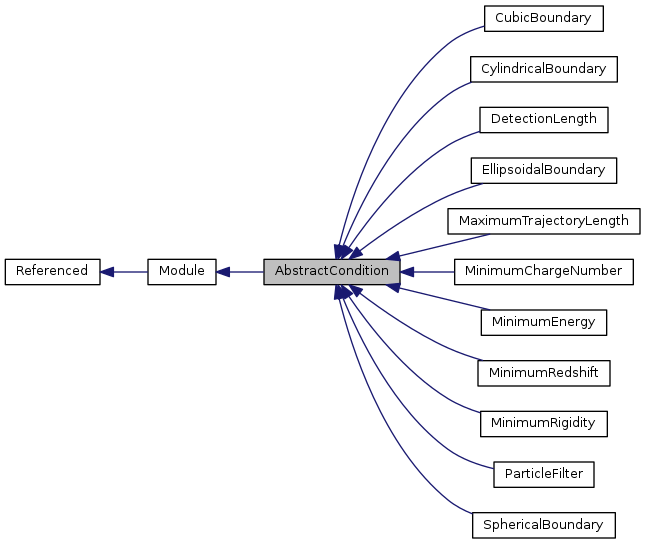 CubicBoundary
CylindricalBoundary
DetectionLength
EllipsoidalBoundary
MaximumTrajectoryLength
Referenced
Module
AbstractCondition
MinimumChargeNumber
MinimumEnergy
MinimumRedshift
MinimumRigidity
ParticleFilter
SphericalBoundary